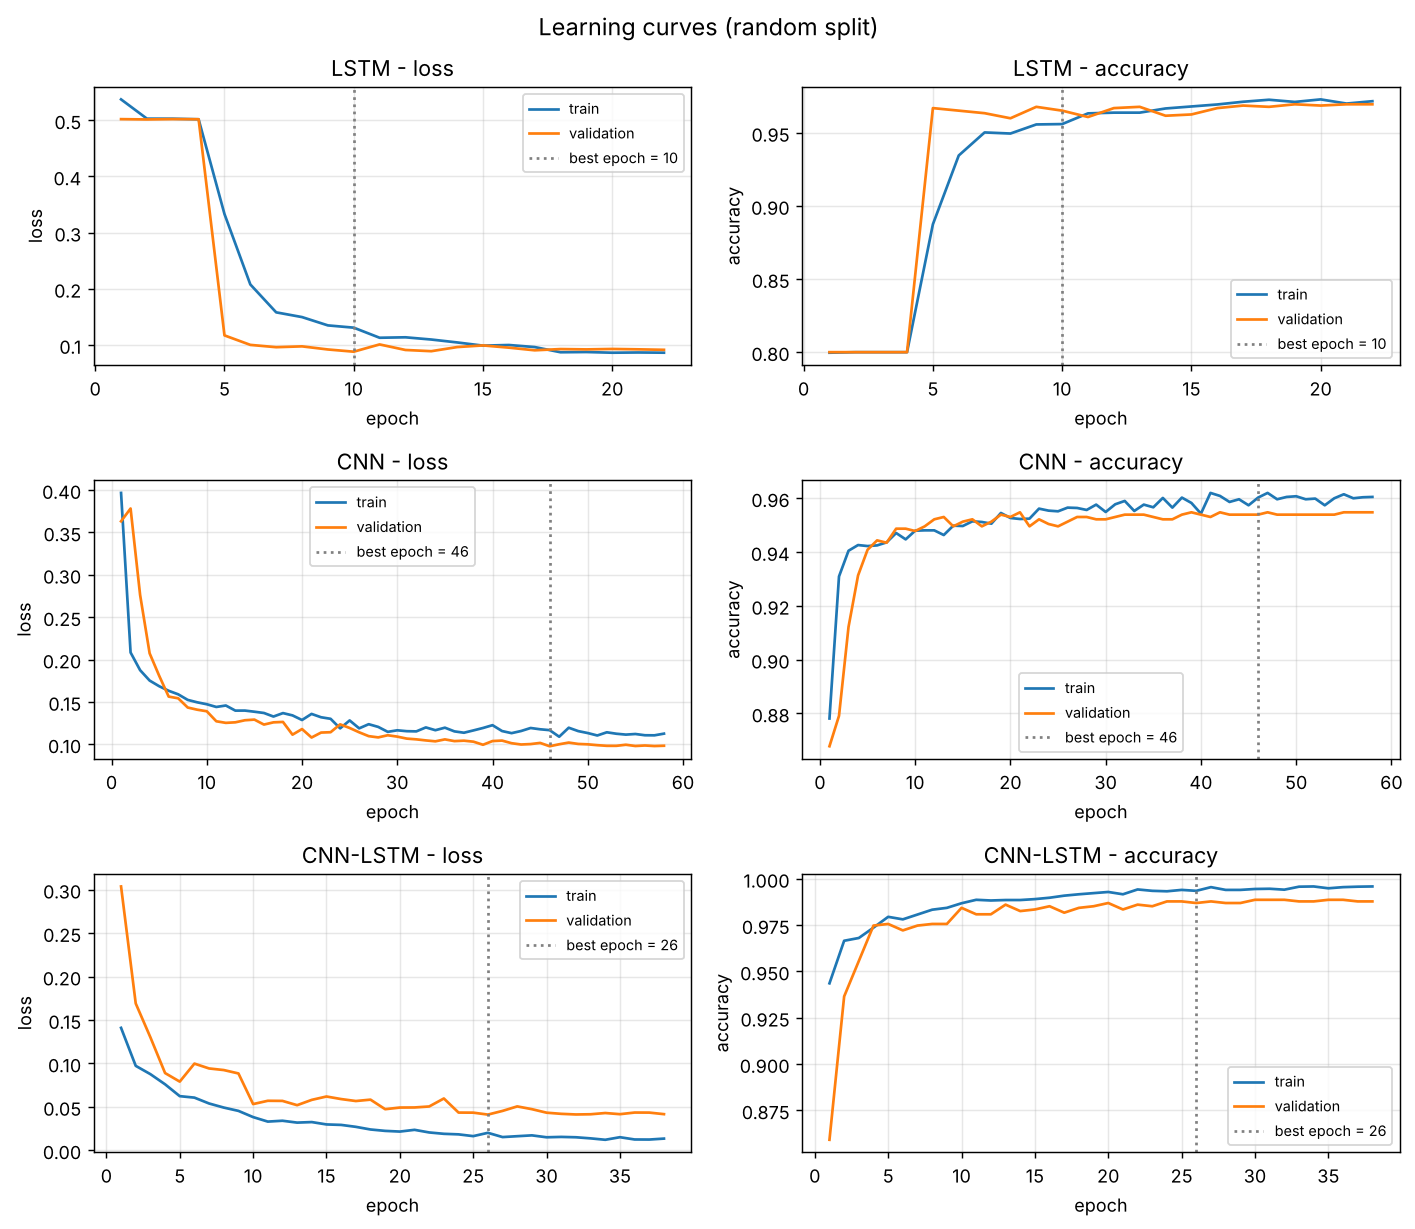 Learning curves (random split)
LSTM - loss
loss
0.5
0.4
0.3
0.2
0.1
train
validation
best epoch = 10
0 5 10 15 20
epoch
LSTM - accuracy
accuracy
0.95
0.90
0.85
0.80
train
validation
best epoch = 10
0 5 10 15 20
epoch
CNN - loss
loss
0.40
0.35
0.30
0.25
0.20
0.15
0.10
train
validation
best epoch = 46
0 10 20 30 40 50 60
epoch
CNN - accuracy
accuracy
0.96
0.94
0.92
0.90
0.88
train
validation
best epoch = 46
0 10 20 30 40 50 60
epoch
CNN-LSTM - loss
loss
0.30
0.25
0.20
0.15
0.10
0.05
0.00
train
validation
best epoch = 26
0 5 10 15 20 25 30 35
epoch
CNN-LSTM - accuracy
accuracy
1.000
0.975
0.950
0.925
0.900
0.875
train
validation
best epoch = 26
0 5 10 15 20 25 30 35
epoch